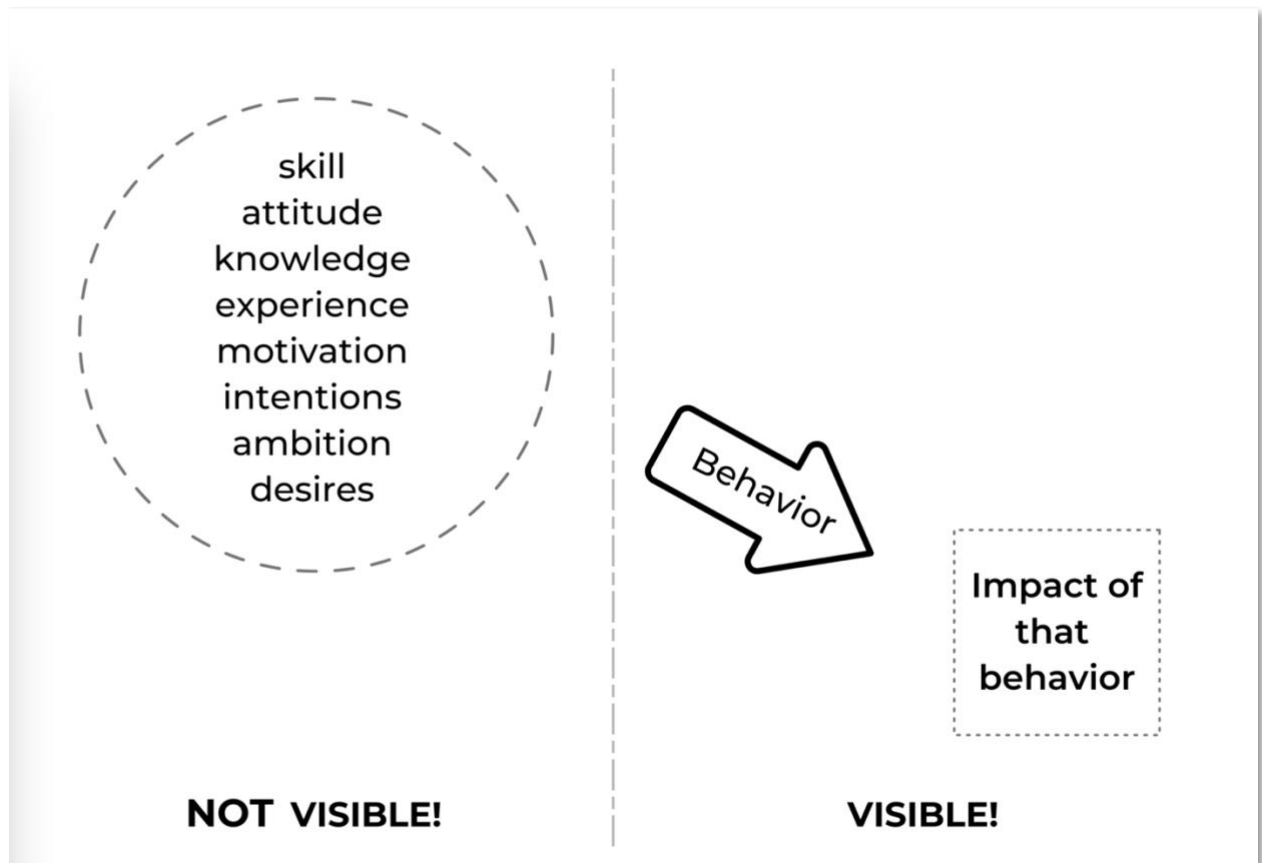 skill
attitude
knowledge
experience
motivation
intentions
ambition
desires
Behavior
Impact of
that
behavior
NOT VISIBLE!
VISIBLE!